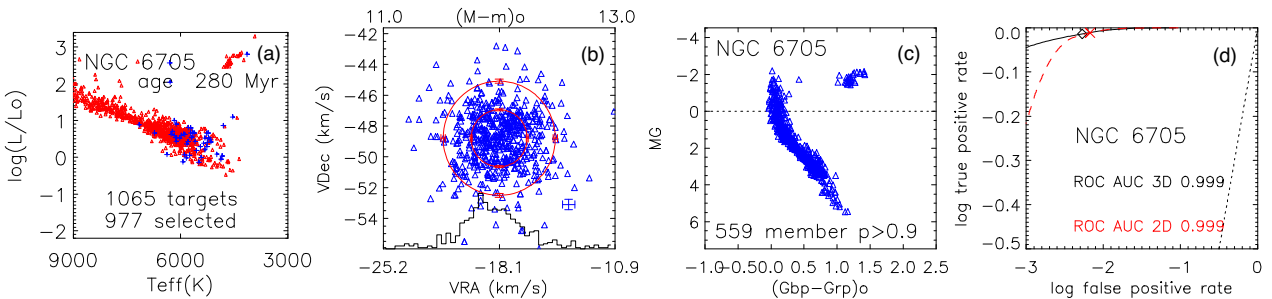 (a)
NGC 6705
age 280 Myr
1065 targets
977 selected
log(L/Lo)
3
2
1
0
−1
−2
9000
6000
3000
Teff(K)
11.0
(M−m)o
13.0
(b)
VDec (km/s)
−42
−44
−46
−48
−50
−52
−54
−25.2
−18.1
−10.9
VRA (km/s)
NGC 6705
(c)
MG
−4
−2
0
2
4
6
559 member p>0.9
−1.0
−0.5
0.0
0.5
1.0
1.5
2.0
2.5
(Gbp−Grp)o
(d)
log true positive rate
0.0
−0.1
−0.2
−0.3
−0.4
−0.5
NGC 6705
ROC AUC 3D 0.999
ROC AUC 2D 0.999
−3
−2
−1
0
log false positive rate